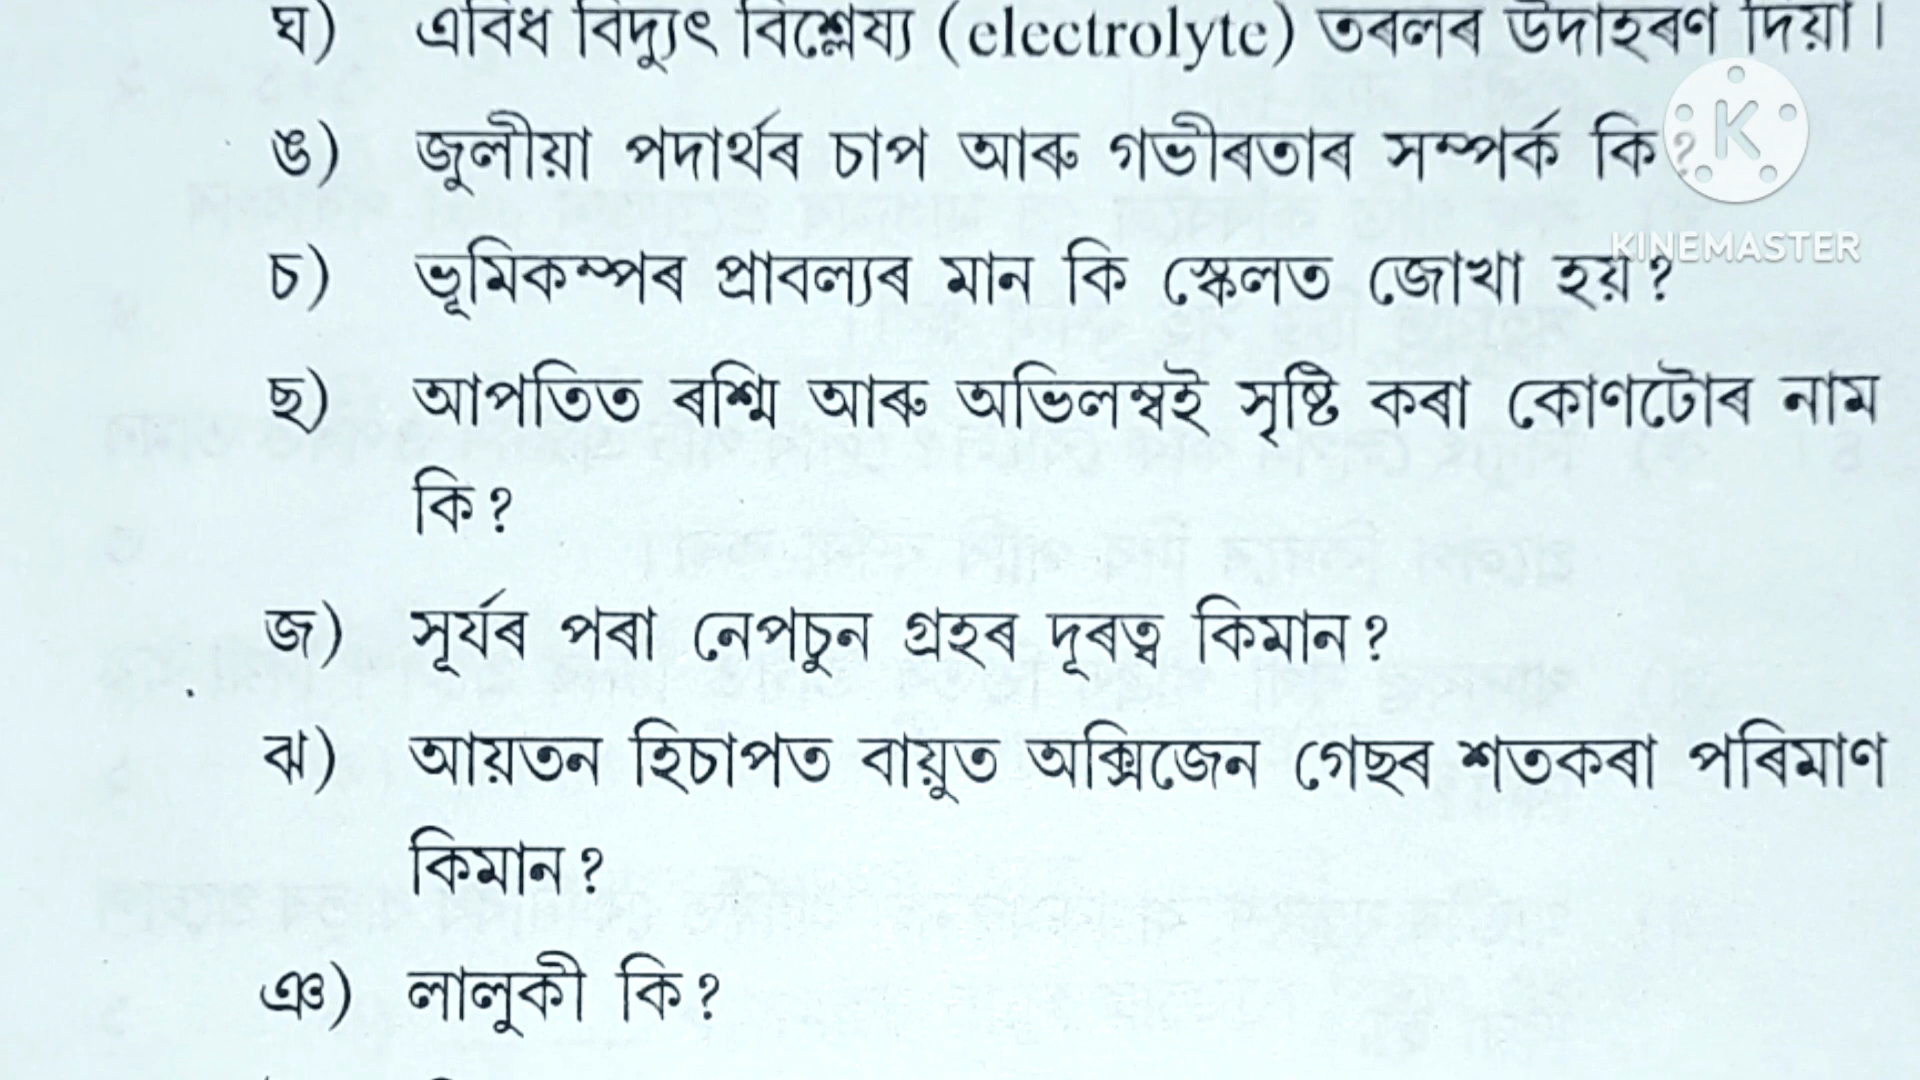 ঘ) এবিধ বিদ্যুৎ বিশ্লেষ্য (electrolyte) তৰলৰ উদাহৰণ দিয়া।
ঙ) জুলীয়া পদাৰ্থৰ চাপ আৰু গভীৰতাৰ সম্পৰ্ক কি?
চ) ভূমিকম্পৰ প্ৰাবল্যৰ মান কি স্কেলত জোখা হয়?
ছ) আপতিত ৰশ্মি আৰু অভিলম্বই সৃষ্টি কৰা কোণটোৰ নাম
কি?
জ) সূৰ্যৰ পৰা নেপচুন গ্ৰহৰ দূৰত্ব কিমান?
ঝ) আয়তন হিচাপত বায়ুত অক্সিজেন গেছৰ শতকৰা পৰিমাণ
কিমান?
ঞ) লালুকী কি?
K
KINEMASTER